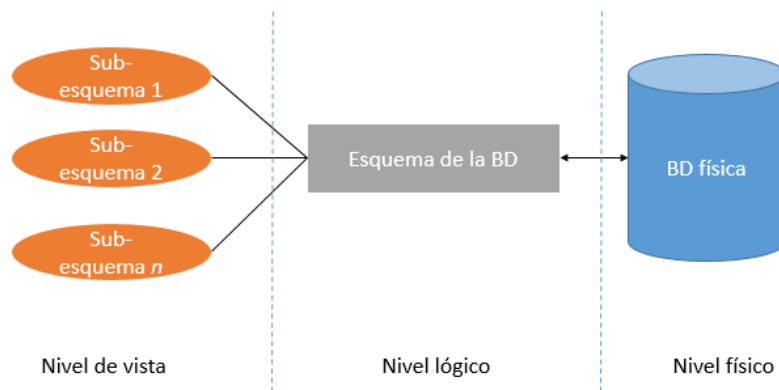 Sub-
esquema 1
Sub-
esquema 2
Sub-
esquema n
Esquema de la BD
BD física
Nivel de vista
Nivel lógico
Nivel físico